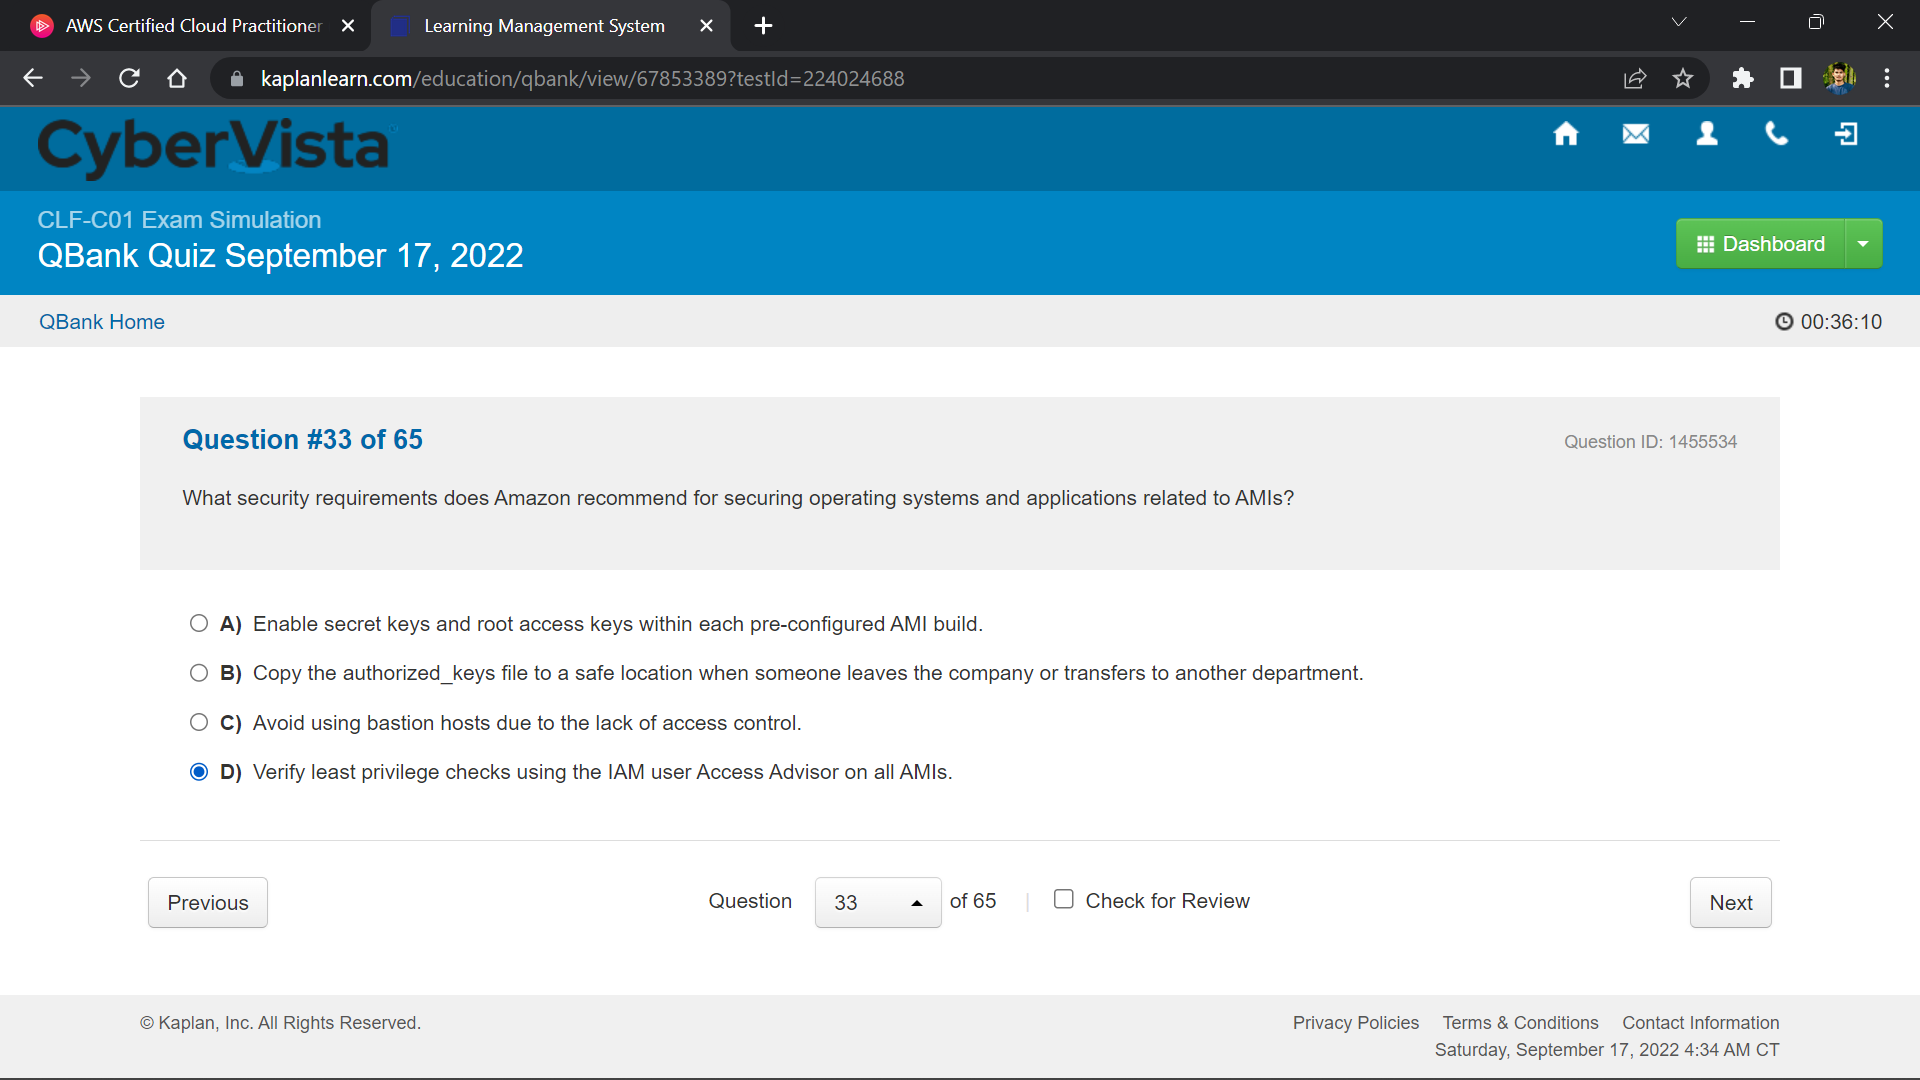 AWS Certified Cloud Practitioner
Learning Management System
kaplanlearn.com/education/qbank/view/67853389?testId=224024688
CyberVista
CLF-C01 Exam Simulation
QBank Quiz September 17, 2022
Dashboard
QBank Home
00:36:10
Question #33 of 65
Question ID: 1455534
What security requirements does Amazon recommend for securing operating systems and applications related to AMIs?
A) Enable secret keys and root access keys within each pre-configured AMI build.
B) Copy the authorized_keys file to a safe location when someone leaves the company or transfers to another department.
C) Avoid using bastion hosts due to the lack of access control.
D) Verify least privilege checks using the IAM user Access Advisor on all AMIs.
Previous
Question 33 of 65 | Check for Review
Next
© Kaplan, Inc. All Rights Reserved.
Privacy Policies Terms & Conditions Contact Information
Saturday, September 17, 2022 4:34 AM CT